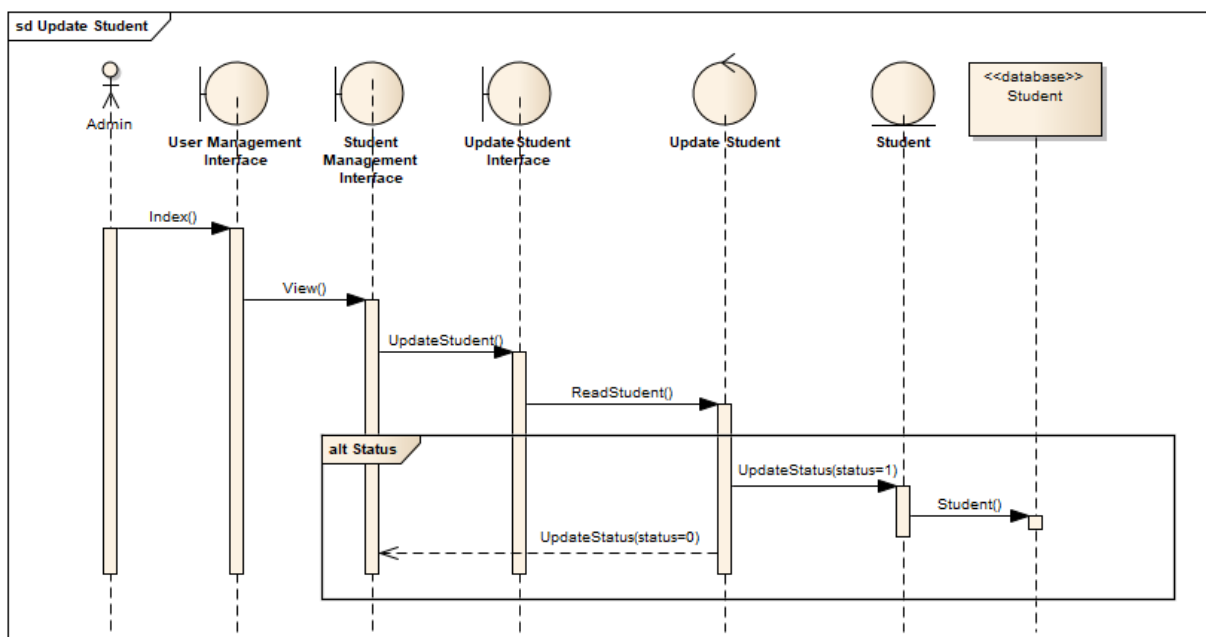 sd Update Student
Admin
User Management
Interface
Student
Management
Interface
Update Student
Interface
Update Student
Student
<<database>>
Student
Index()
View()
UpdateStudent()
ReadStudent()
alt Status
UpdateStatus(status=1)
Student()
UpdateStatus(status=0)